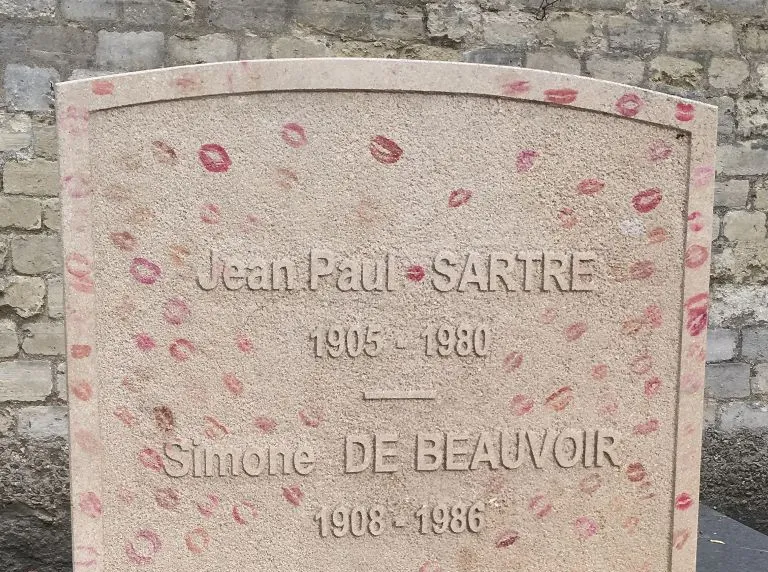 Jean Paul SARTRE
1905 - 1980
Simone DE BEAUVOIR
1908 - 1986